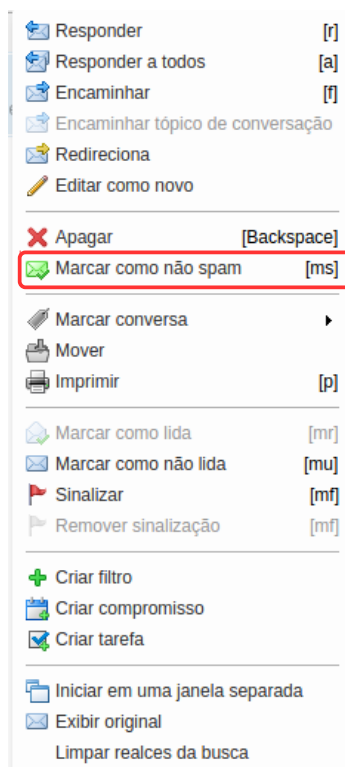 Responder [r]
Responder a todos [a]
Encaminhar [f]
Encaminhar tópico de conversação
Redireciona
Editar como novo
Apagar [Backspace]
Marcar como não spam [ms]
Marcar conversa
Mover
Imprimir [p]
Marcar como lida [mr]
Marcar como não lida [mu]
Sinalizar [mf]
Remover sinalização [mf]
Criar filtro
Criar compromisso
Criar tarefa
Iniciar em uma janela separada
Exibir original
Limpar realces da busca